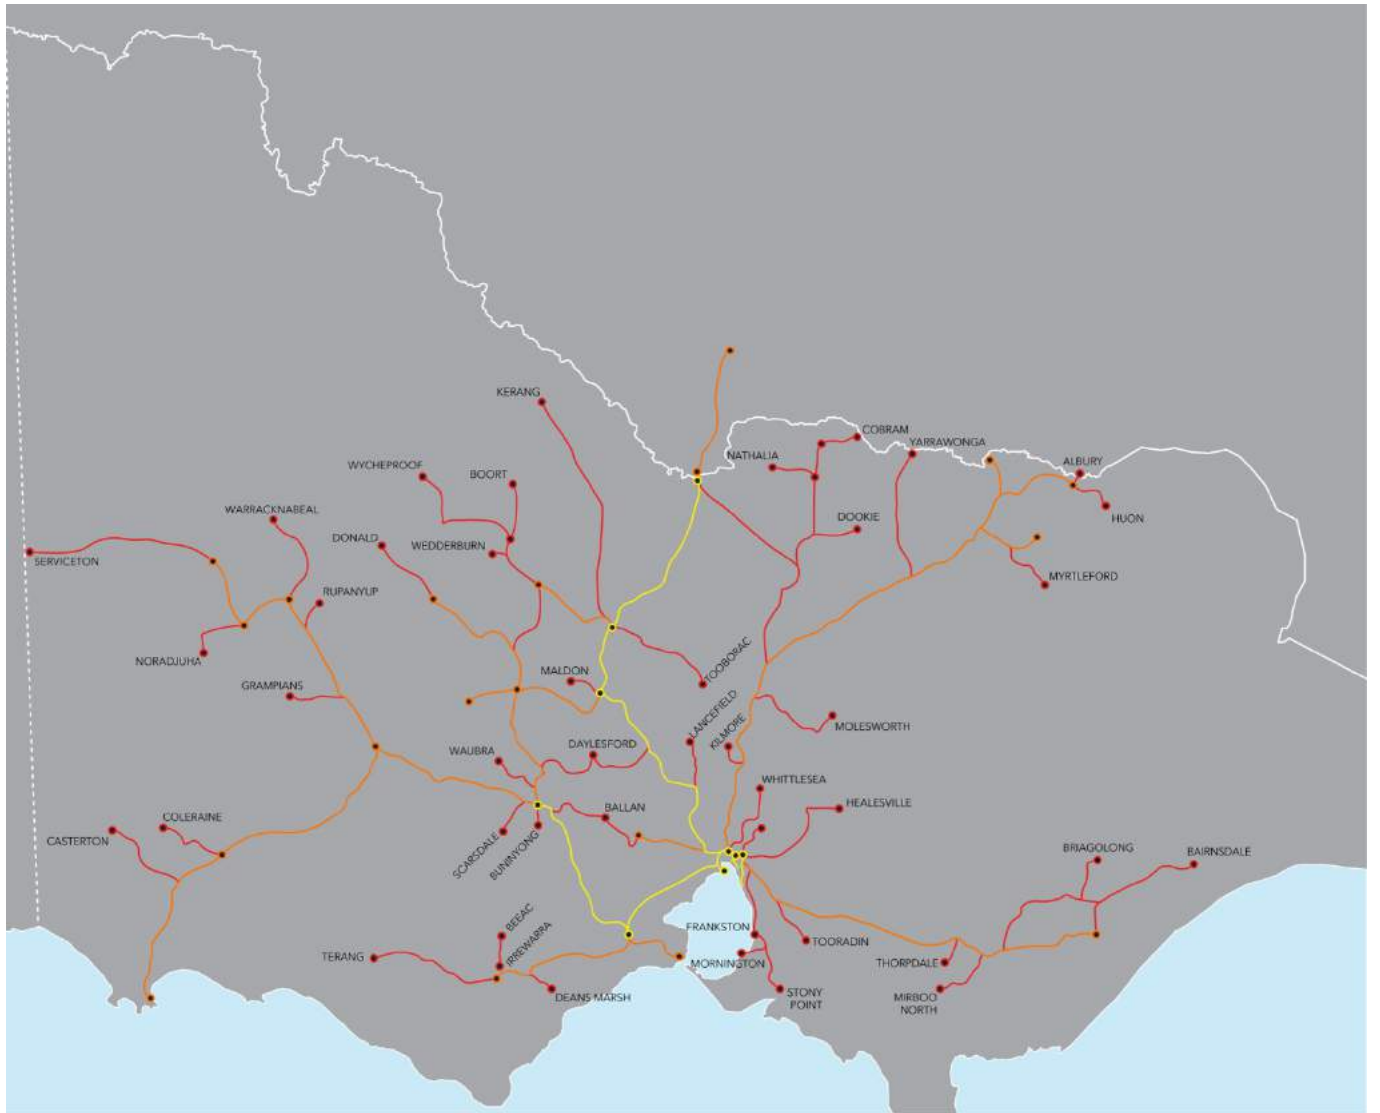 KERANG
COBRAM
YARRAWONGA
NATHALIA
ALBURY
WYCHEPROOF
BOORT
WARRACKNABEAL
DOOKIE
HUON
DONALD
WEDDERBURN
SERVICETON
MYRTLEFORD
RUPANYUP
NORADJUHA
TOOBORAC
MALDON
GRAMPIANS
LANCEFIELD
KILMORE
MOLESWORTH
WAUBRA
DAYLESFORD
WHITTLESEA
HEALESVILLE
BALLAN
COLERAINE
CASTERTON
SCARSDALE
BUNINYONG
BRIAGOLONG
BAIRNSDALE
BEEAC
IRREWARRA
FRANKSTON
TOORADIN
TERANG
MORNINGTON
THORPDALE
DEANS MARSH
STONY
POINT
MIRBOO
NORTH